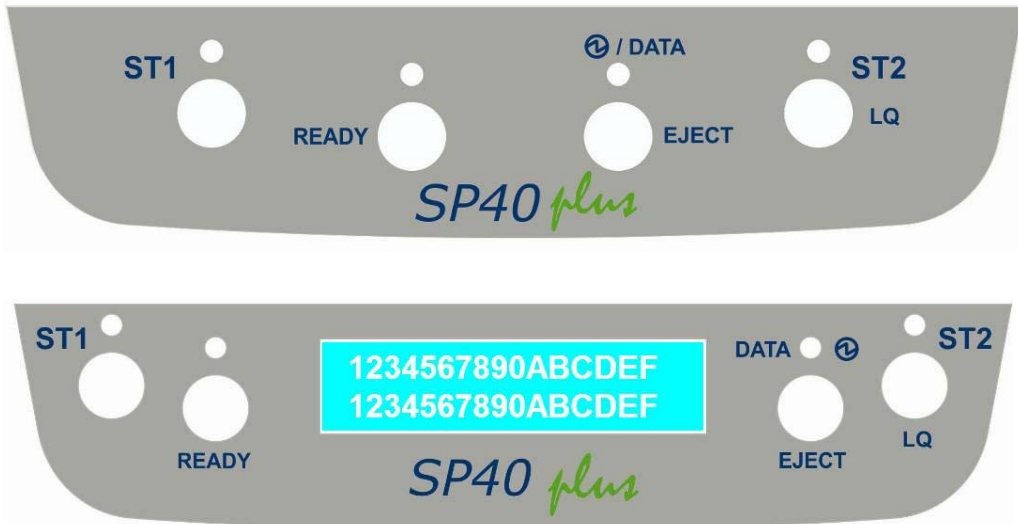 / DATA
ST1
ST2
LQ
READY
EJECT
SP40 plus
ST1
DATA
ST2
1234567890ABCDEF
1234567890ABCDEF
LQ
READY
EJECT
SP40 plus